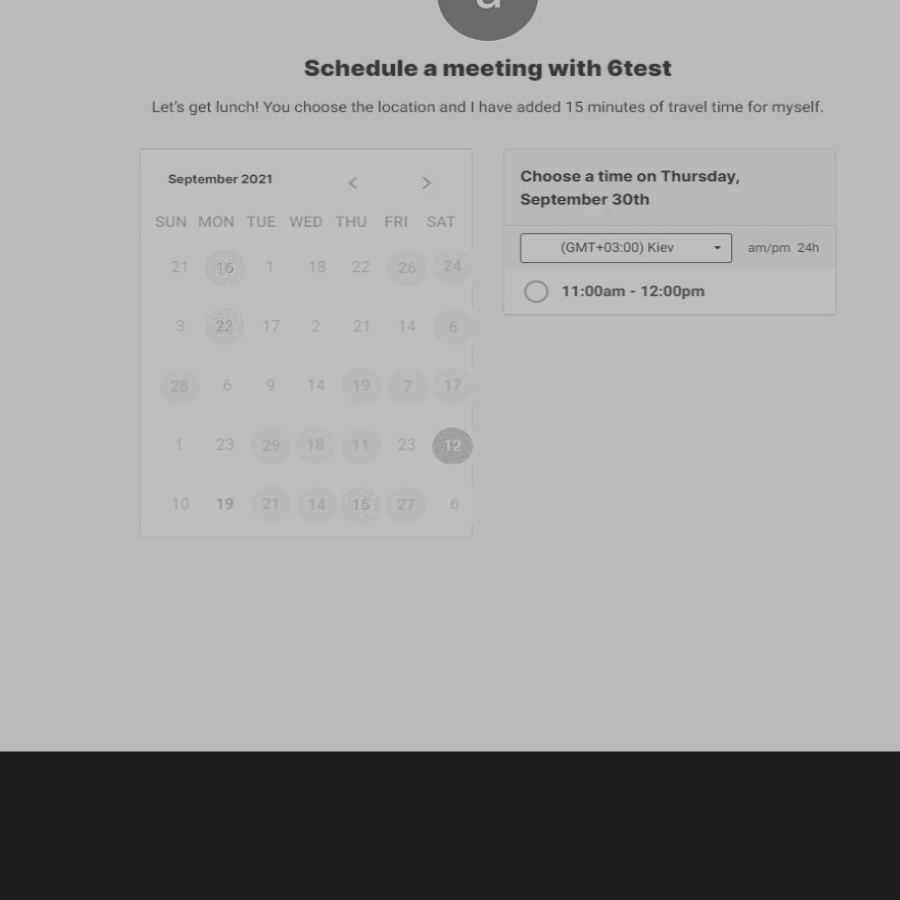 a
Schedule a meeting with 6test
Let's get lunch! You choose the location and I have added 15 minutes of travel time for myself.
September 2021 < >
SUN MON TUE WED THU FRI SAT
21 16 1 18 22 26 24
3 22 17 2 21 14 6
28 6 9 14 19 7 17
1 23 29 18 11 23 12
10 19 21 14 15 27 6
Choose a time on Thursday,
September 30th
(GMT+03:00) Kiev am/pm 24h
11:00am - 12:00pm